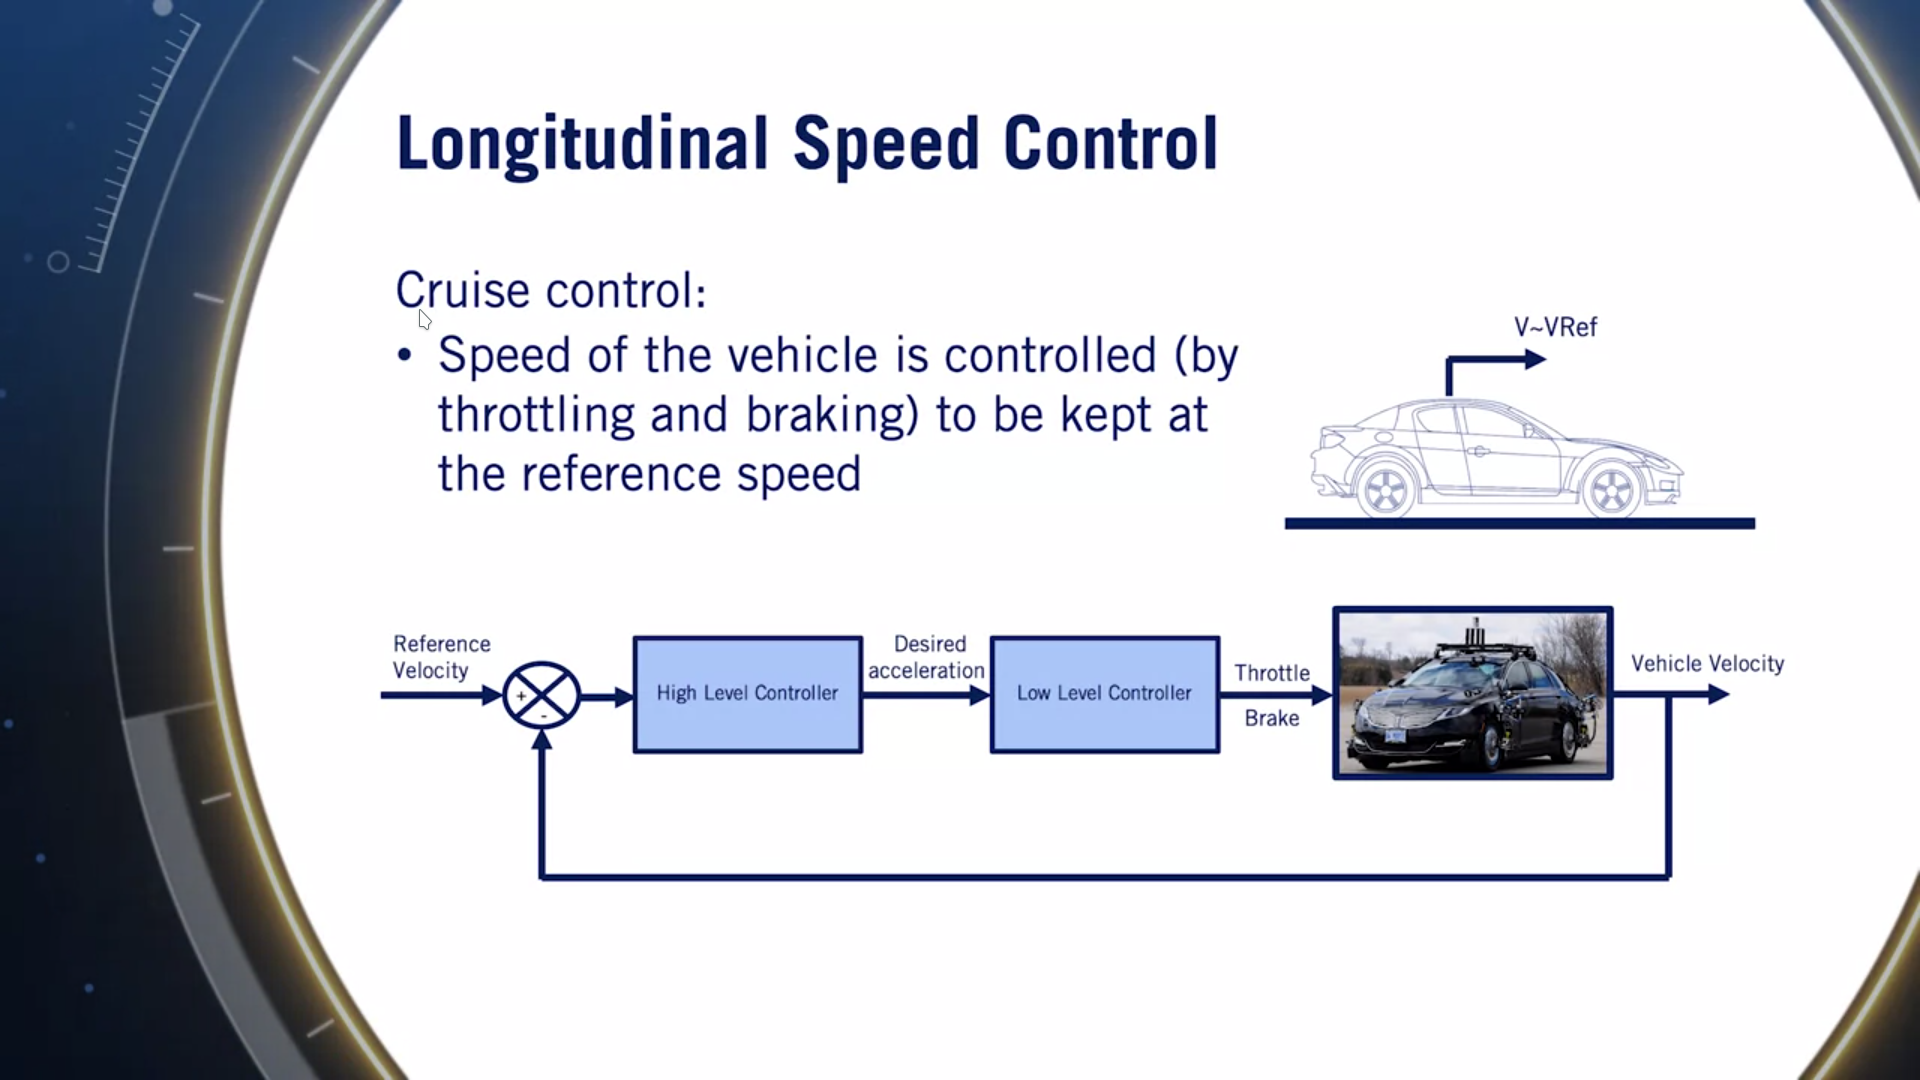 Longitudinal Speed Control
Cruise control:
• Speed of the vehicle is controlled (by
throttling and braking) to be kept at
the reference speed
V~VRef
Reference
Velocity
+
-
High Level Controller
Desired
acceleration
Low Level Controller
Throttle
Brake
Vehicle Velocity